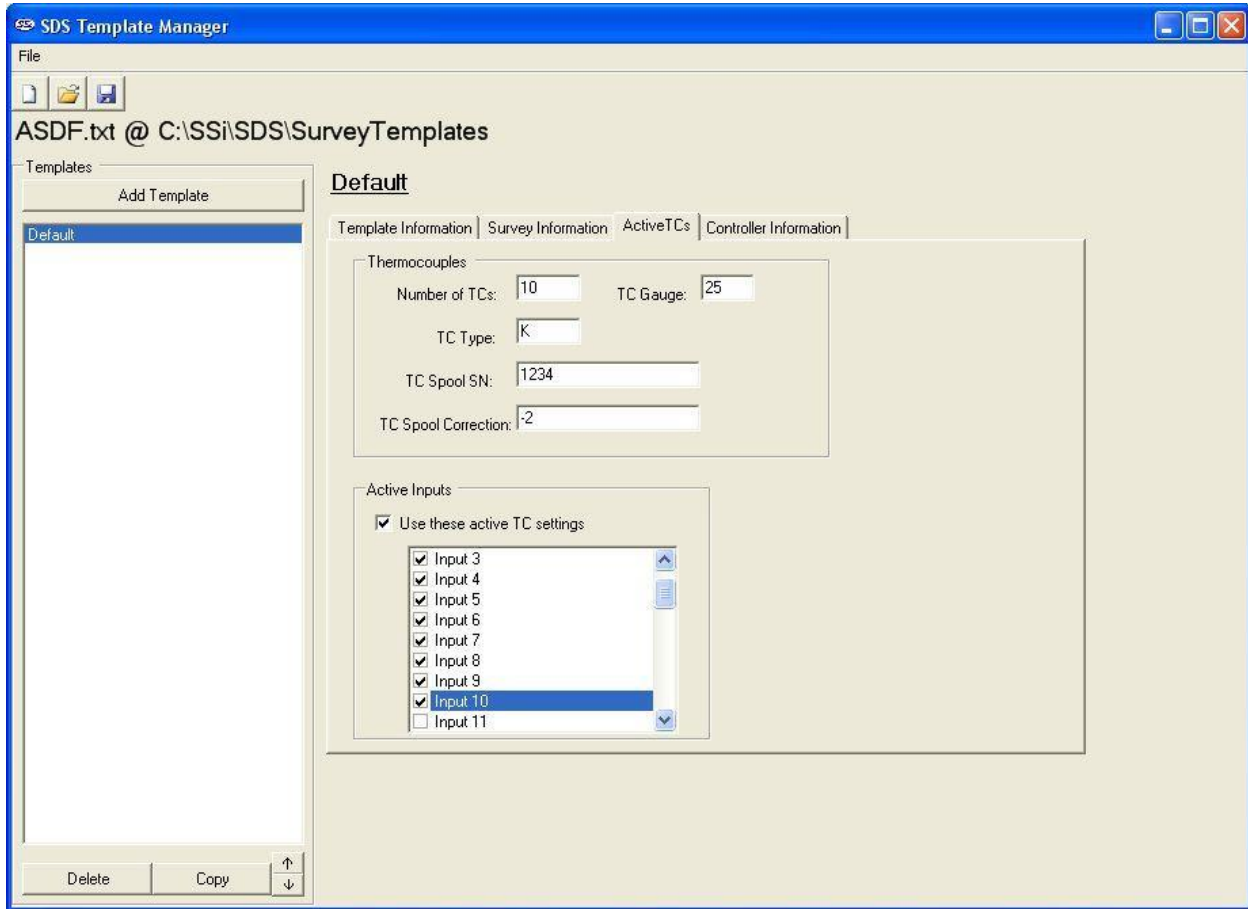 SDS Template Manager
File
ASDF.txt @ C:\SSi\SDS\SurveyTemplates
Templates
Add Template
Default
Default
Template Information
Survey Information
ActiveTCs
Controller Information
Thermocouples
Number of TCs: 10
TC Gauge: 25
TC Type: K
TC Spool SN: 1234
TC Spool Correction: -2
Active Inputs
Use these active TC settings
Input 3
Input 4
Input 5
Input 6
Input 7
Input 8
Input 9
Input 10
Input 11
Delete
Copy